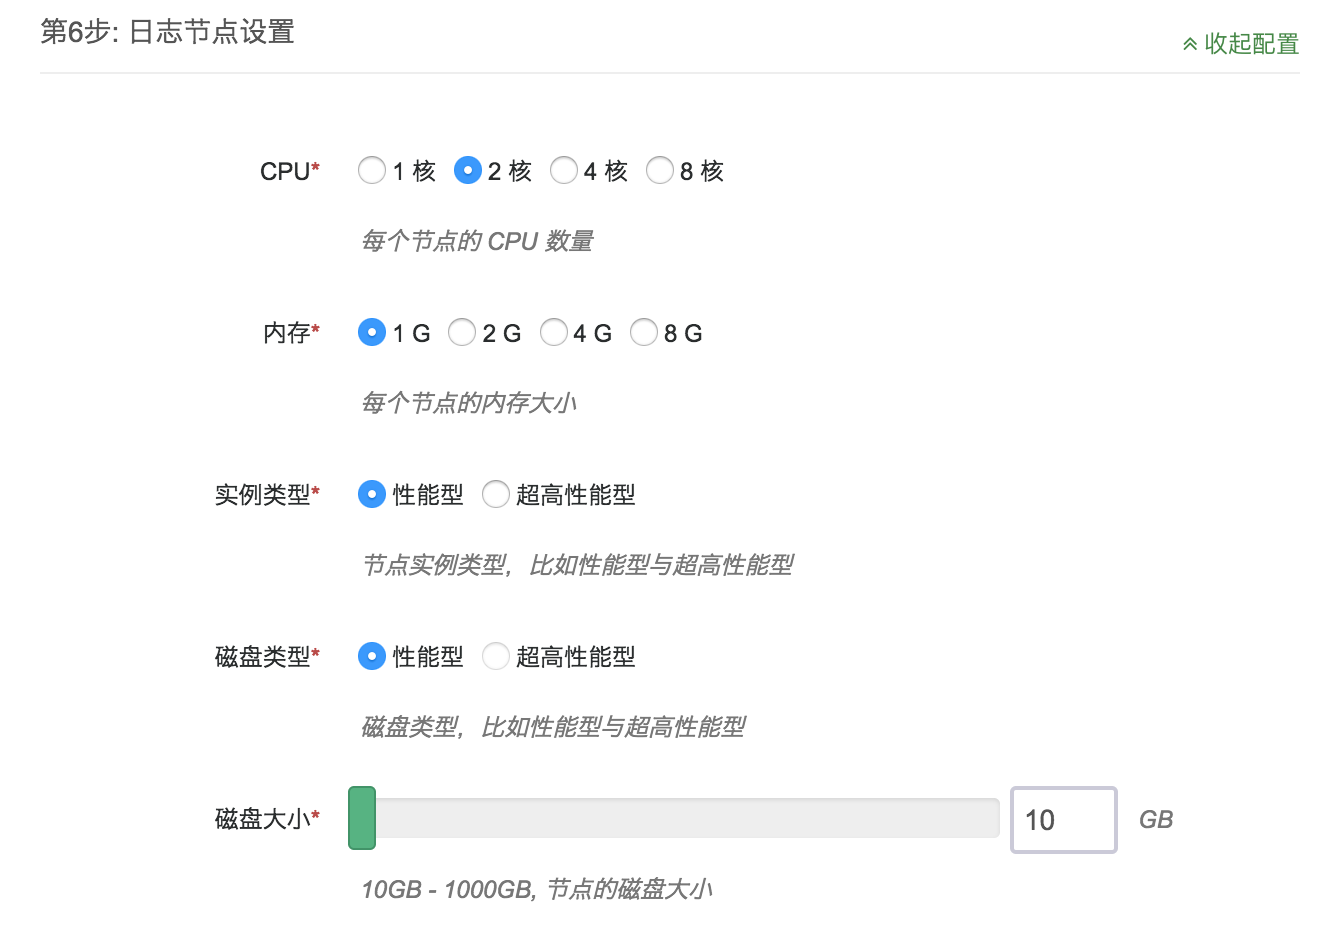 第6步: 日志节点设置
收起配置
CPU* 1 核 2 核 4 核 8 核
每个节点的 CPU 数量
内存* 1 G 2 G 4 G 8 G
每个节点的内存大小
实例类型* 性能型 超高性能型
节点实例类型，比如性能型与超高性能型
磁盘类型* 性能型 超高性能型
磁盘类型，比如性能型与超高性能型
磁盘大小* 10 GB
10GB - 1000GB, 节点的磁盘大小